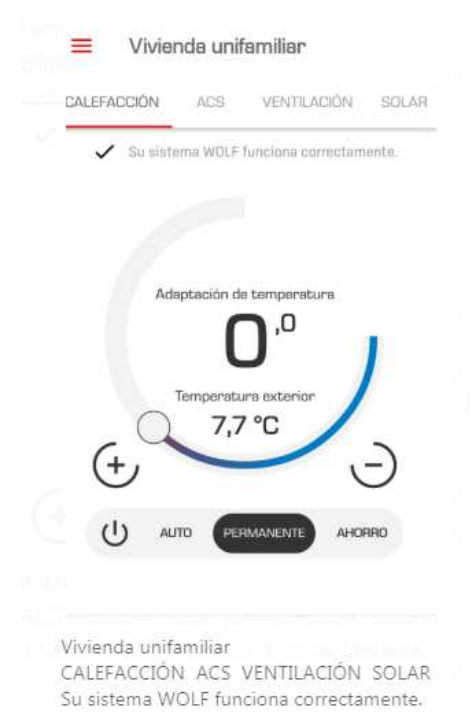 Vivienda unifamiliar
CALEFACCIÓN ACS VENTILACIÓN SOLAR
Su sistema WOLF funciona correctamente.
Adaptación de temperatura
0,0
Temperatura exterior
7,7 °C
AUTO PERMANENTE AHORRO
Vivienda unifamiliar
CALEFACCIÓN ACS VENTILACIÓN SOLAR
Su sistema WOLF funciona correctamente.